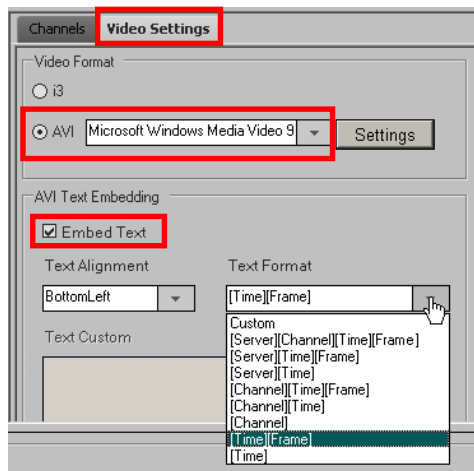 Channels Video Settings
Video Format
i3
AVI Microsoft Windows Media Video 9 Settings
AVI Text Embedding
Embed Text
Text Alignment Text Format
BottomLeft [Time][Frame]
Text Custom
Custom
[Server][Channel][Time][Frame]
[Server][Time][Frame]
[Server][Time]
[Channel][Time][Frame]
[Channel][Time]
[Channel]
[Time][Frame]
[Time]